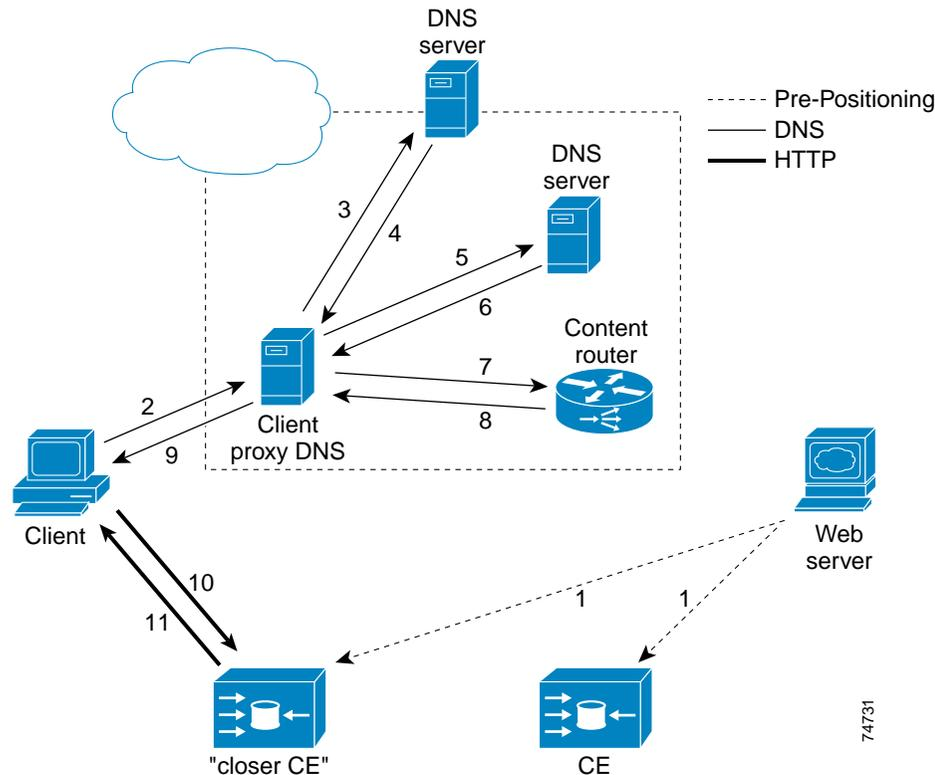 DNS
server
Pre-Positioning
DNS
HTTP
DNS
server
3
4
5
6
Content
router
7
8
2
9
Client
proxy DNS
Client
Web
server
10
11
1
1
"closer CE"
CE
74731